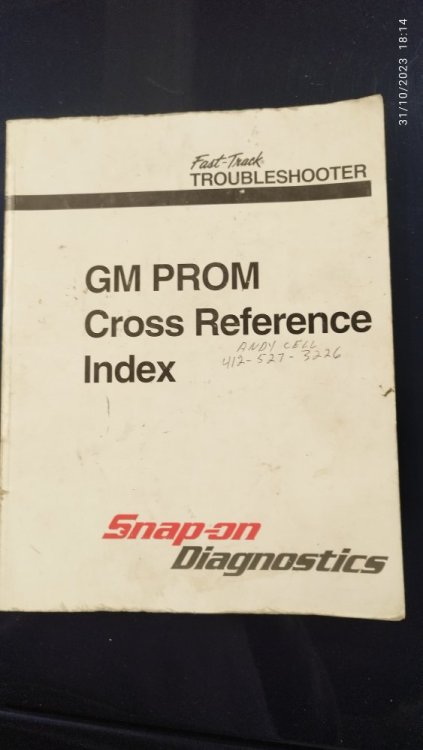 31/10/2023 18:14
Fast-Track
TROUBLESHOOTER
GM PROM
Cross Reference
Index
ANDY CELL
412-527-3226
Snap-on
Diagnostics